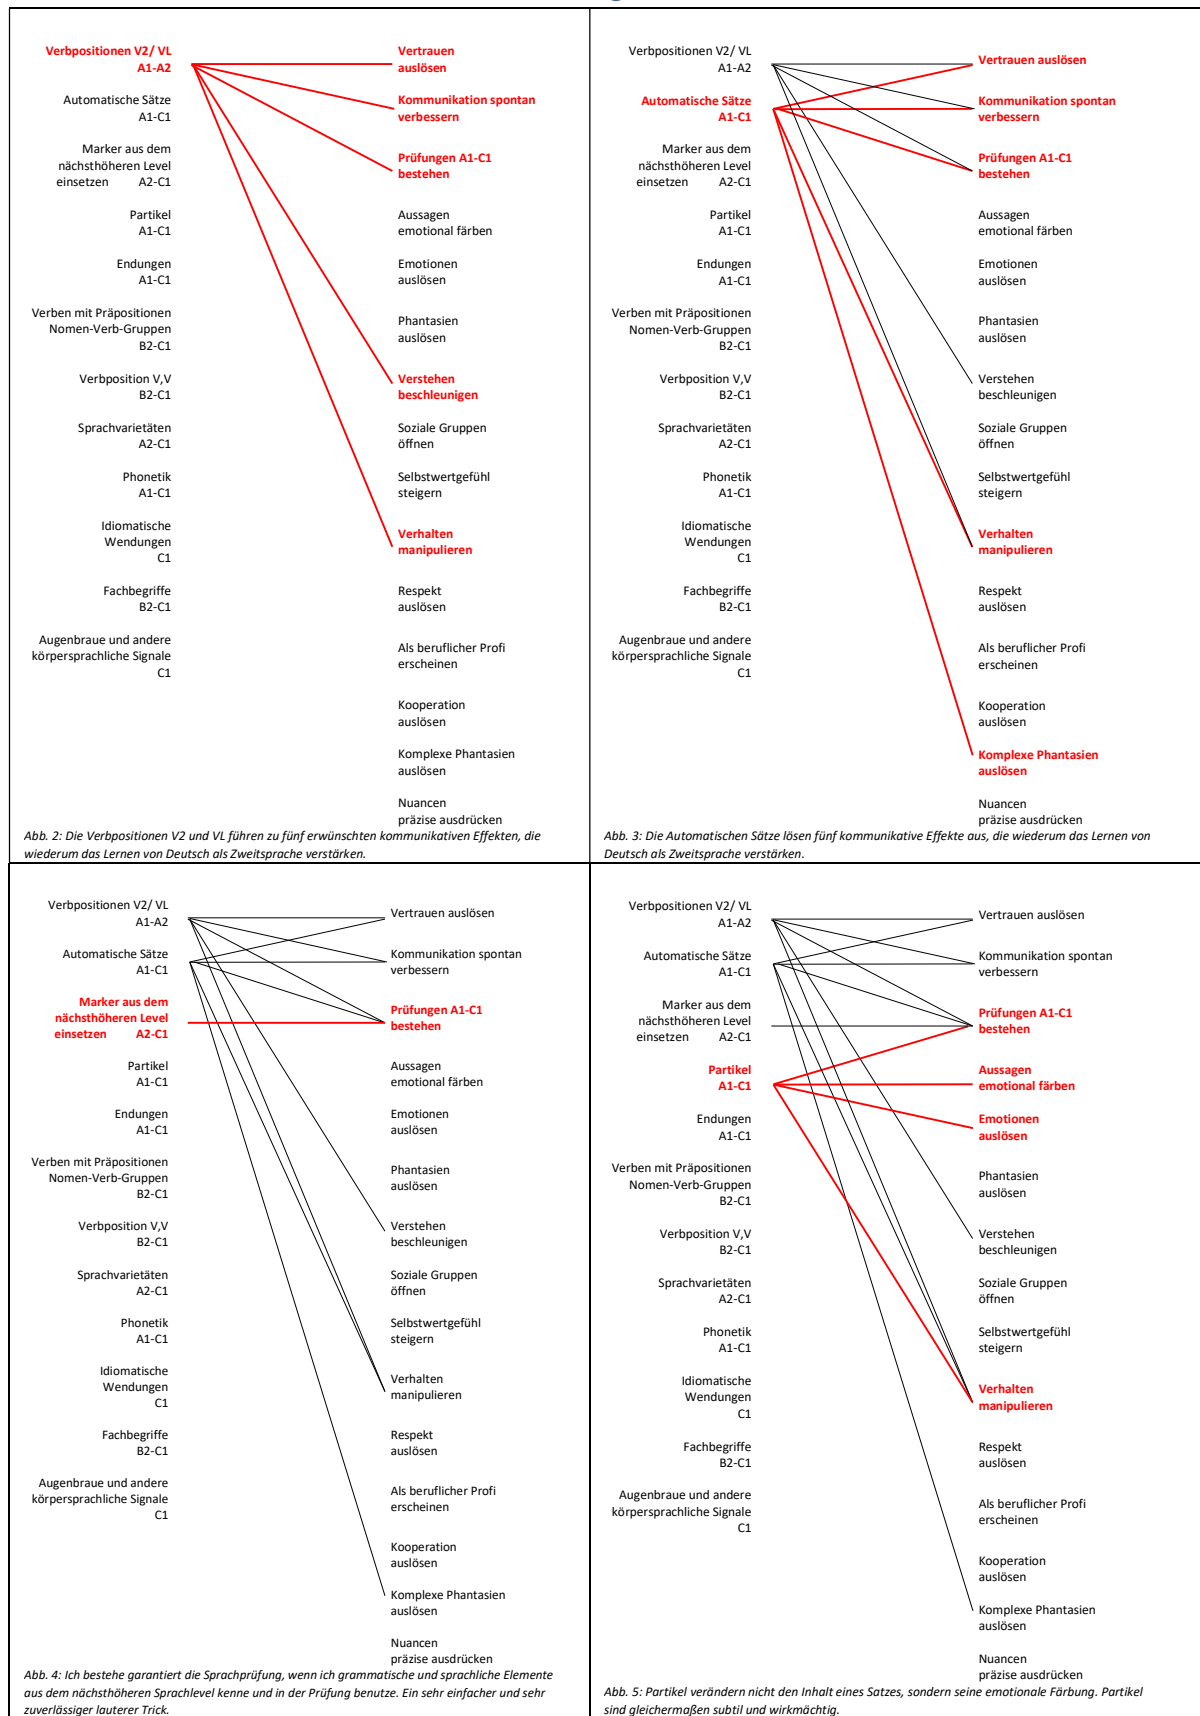 Verbpositionen V2/ VL
A1-A2
Automatische Sätze
A1-C1
Marker aus dem
nächsthöheren Level
einsetzen A2-C1
Partikel
A1-C1
Endungen
A1-C1
Verben mit Präpositionen
Nomen-Verb-Gruppen
B2-C1
Verbposition V,V
B2-C1
Sprachvarietäten
A2-C1
Phonetik
A1-C1
Idiomatische
Wendungen
C1
Fachbegriffe
B2-C1
Augenbraue und andere
körpersprachliche Signale
C1
Vertrauen
auslösen
Kommunikation spontan
verbessern
Prüfungen A1-C1
bestehen
Aussagen
emotional färben
Emotionen
auslösen
Phantasien
auslösen
Verstehen
beschleunigen
Soziale Gruppen
öffnen
Selbstwertgefühl
steigern
Verhalten
manipulieren
Respekt
auslösen
Als beruflicher Profi
erscheinen
Kooperation
auslösen
Komplexe Phantasien
auslösen
Nuancen
präzise ausdrücken
Abb. 2: Die Verbpositionen V2 und VL führen zu fünf erwünschten kommunikativen Effekten, die
wiederum das Lernen von Deutsch als Zweitsprache verstärken.
Verbpositionen V2/ VL
A1-A2
Automatische Sätze
A1-C1
Marker aus dem
nächsthöheren Level
einsetzen A2-C1
Partikel
A1-C1
Endungen
A1-C1
Verben mit Präpositionen
Nomen-Verb-Gruppen
B2-C1
Verbposition V,V
B2-C1
Sprachvarietäten
A2-C1
Phonetik
A1-C1
Idiomatische
Wendungen
C1
Fachbegriffe
B2-C1
Augenbraue und andere
körpersprachliche Signale
C1
Vertrauen auslösen
Kommunikation spontan
verbessern
Prüfungen A1-C1
bestehen
Aussagen
emotional färben
Emotionen
auslösen
Phantasien
auslösen
Verstehen
beschleunigen
Soziale Gruppen
öffnen
Selbstwertgefühl
steigern
Verhalten
manipulieren
Respekt
auslösen
Als beruflicher Profi
erscheinen
Kooperation
auslösen
Komplexe Phantasien
auslösen
Nuancen
präzise ausdrücken
Abb. 3: Die Automatischen Sätze lösen fünf kommunikative Effekte aus, die wiederum das Lernen von
Deutsch als Zweitsprache verstärken.
Verbpositionen V2/ VL
A1-A2
Automatische Sätze
A1-C1
Marker aus dem
nächsthöheren Level
einsetzen A2-C1
Partikel
A1-C1
Endungen
A1-C1
Verben mit Präpositionen
Nomen-Verb-Gruppen
B2-C1
Verbposition V,V
B2-C1
Sprachvarietäten
A2-C1
Phonetik
A1-C1
Idiomatische
Wendungen
C1
Fachbegriffe
B2-C1
Augenbraue und andere
körpersprachliche Signale
C1
Vertrauen auslösen
Kommunikation spontan
verbessern
Prüfungen A1-C1
bestehen
Aussagen
emotional färben
Emotionen
auslösen
Phantasien
auslösen
Verstehen
beschleunigen
Soziale Gruppen
öffnen
Selbstwertgefühl
steigern
Verhalten
manipulieren
Respekt
auslösen
Als beruflicher Profi
erscheinen
Kooperation
auslösen
Komplexe Phantasien
auslösen
Nuancen
präzise ausdrücken
Abb. 4: Ich bestehe garantiert die Sprachprüfung, wenn ich grammatische und sprachliche Elemente
aus dem nächsthöheren Sprachlevel kenne und in der Prüfung benutze. Ein sehr einfacher und sehr
zuverlässiger lauterer Trick.
Verbpositionen V2/ VL
A1-A2
Automatische Sätze
A1-C1
Marker aus dem
nächsthöheren Level
einsetzen A2-C1
Partikel
A1-C1
Endungen
A1-C1
Verben mit Präpositionen
Nomen-Verb-Gruppen
B2-C1
Verbposition V,V
B2-C1
Sprachvarietäten
A2-C1
Phonetik
A1-C1
Idiomatische
Wendungen
C1
Fachbegriffe
B2-C1
Augenbraue und andere
körpersprachliche Signale
C1
Vertrauen auslösen
Kommunikation spontan
verbessern
Prüfungen A1-C1
bestehen
Aussagen
emotional färben
Emotionen
auslösen
Phantasien
auslösen
Verstehen
beschleunigen
Soziale Gruppen
öffnen
Selbstwertgefühl
steigern
Verhalten
manipulieren
Respekt
auslösen
Als beruflicher Profi
erscheinen
Kooperation
auslösen
Komplexe Phantasien
auslösen
Nuancen
präzise ausdrücken
Abb. 5: Partikel verändern nicht den Inhalt eines Satzes, sondern seine emotionale Färbung. Partikel
sind gleichermaßen subtil und wirkmächtig.